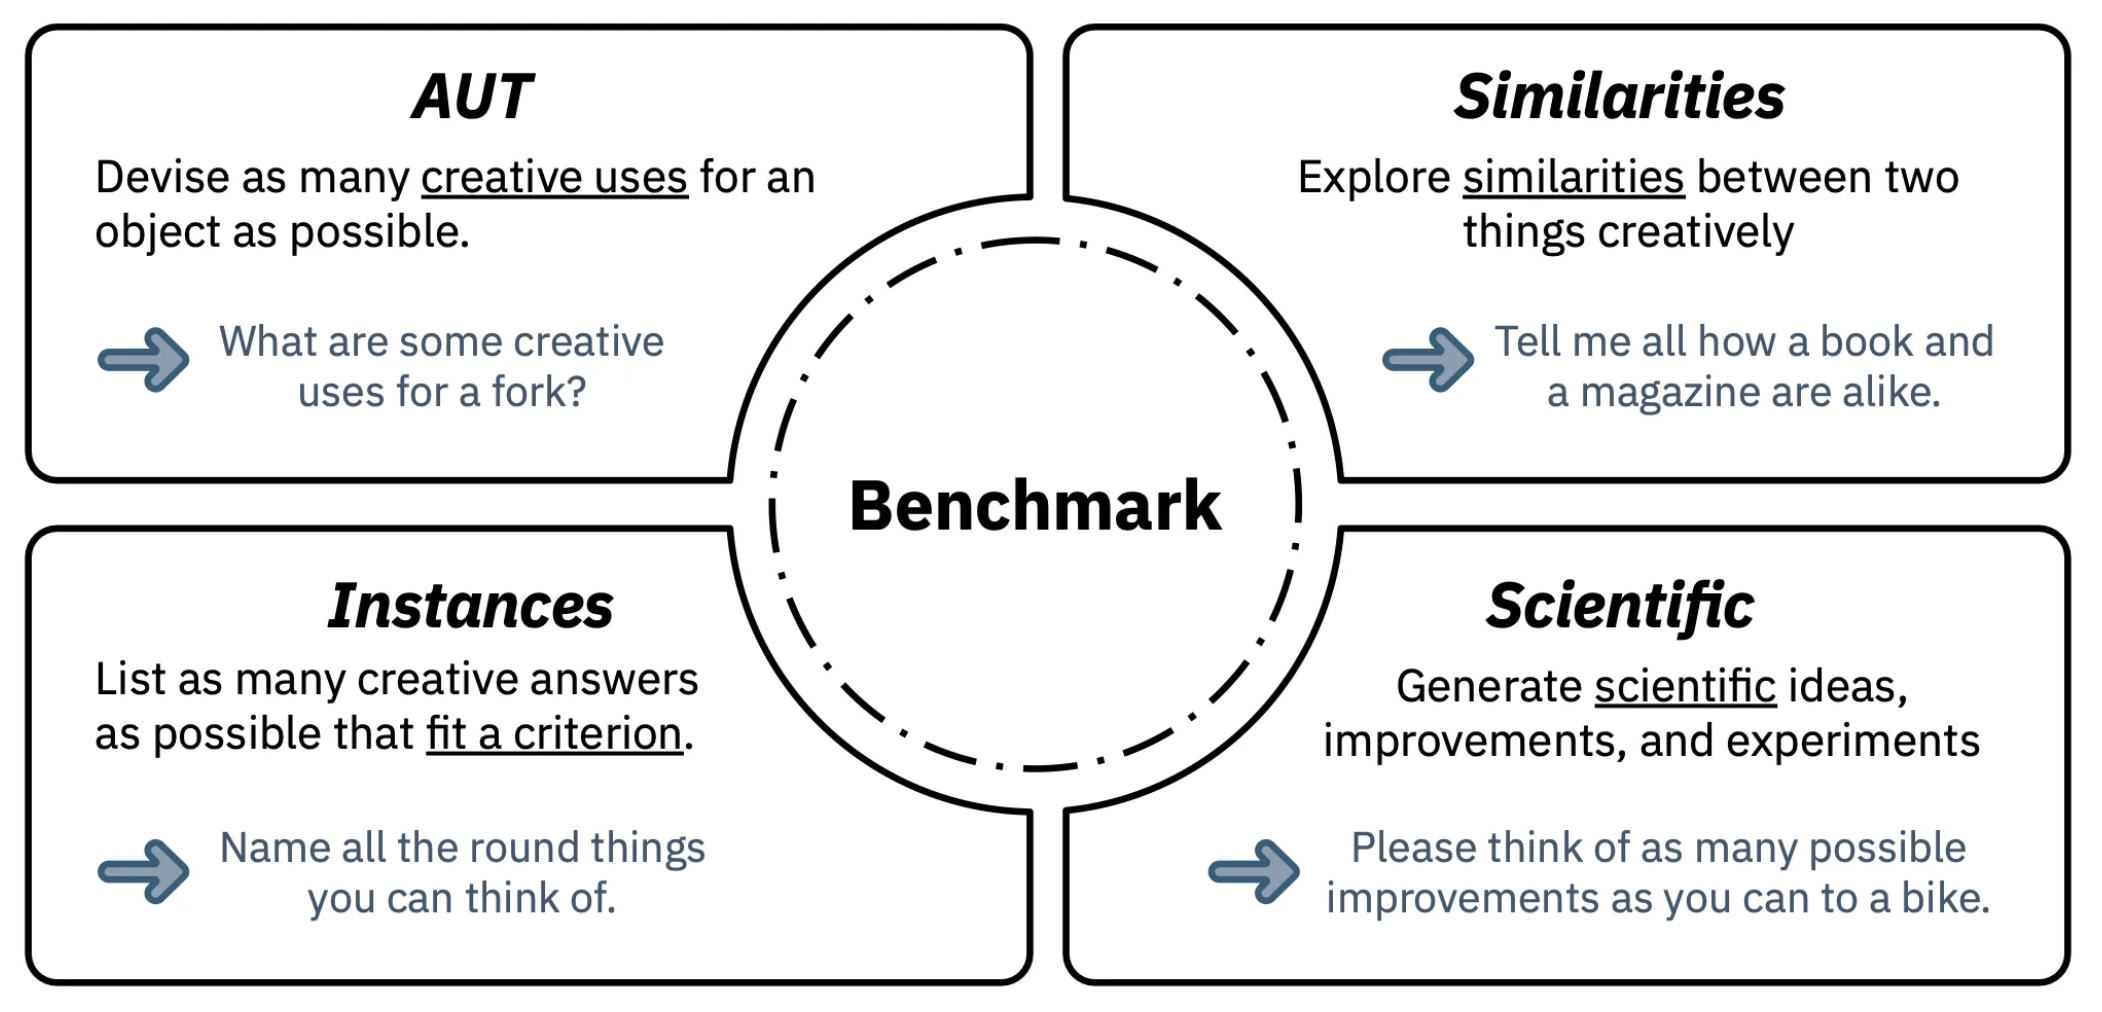 AUT
Devise as many creative uses for an
object as possible.
What are some creative
uses for a fork?
Similarities
Explore similarities between two
things creatively
Tell me all how a book and
a magazine are alike.
Benchmark
Instances
List as many creative answers
as possible that fit a criterion.
Name all the round things
you can think of.
Scientific
Generate scientific ideas,
improvements, and experiments
Please think of as many possible
improvements as you can to a bike.